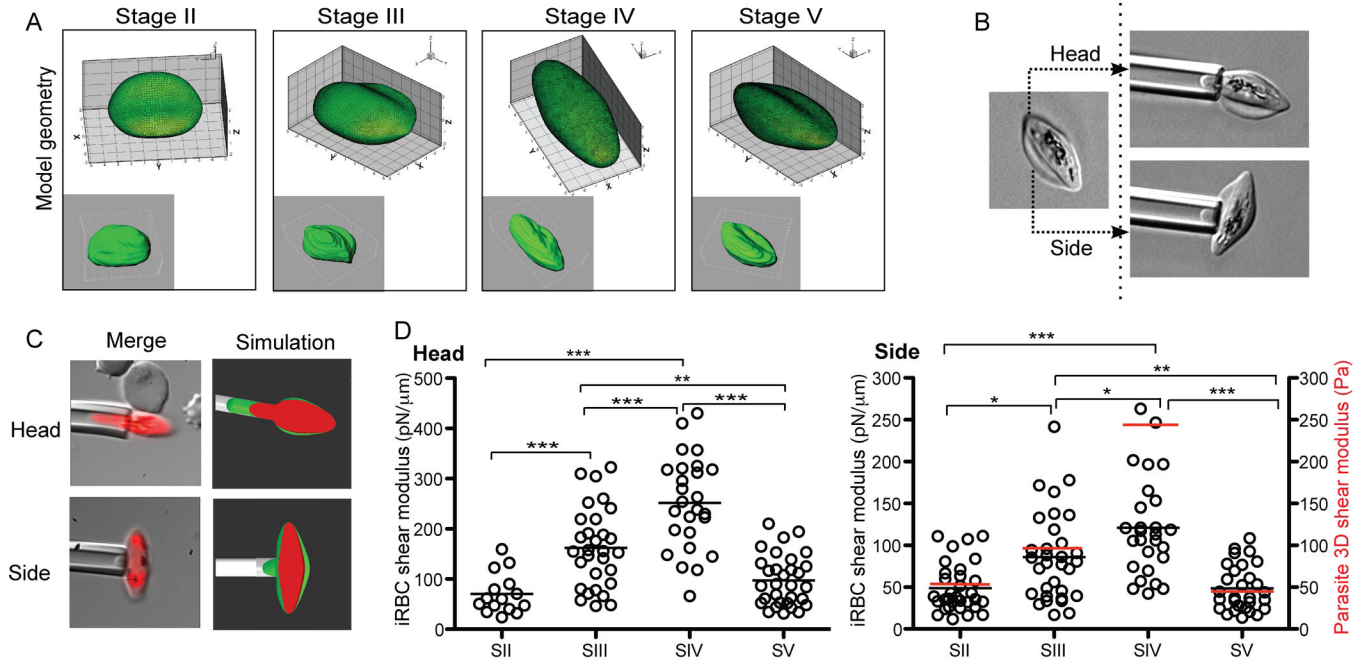 A
Stage II
Stage III
Stage IV
Stage V
Model geometry
B
Head
Side
C
Merge
Simulation
Head
Side
D
Head
iRBC shear modulus (pN/μm)
500
400
300
200
100
0
***
**
***
***
***
SII
SIII
SIV
SV
Side
iRBC shear modulus (pN/μm)
300
250
200
150
100
50
0
***
**
*
*
***
SII
SIII
SIV
SV
300
250
200
150
100
50
0
Parasite 3D shear modulus (Pa)